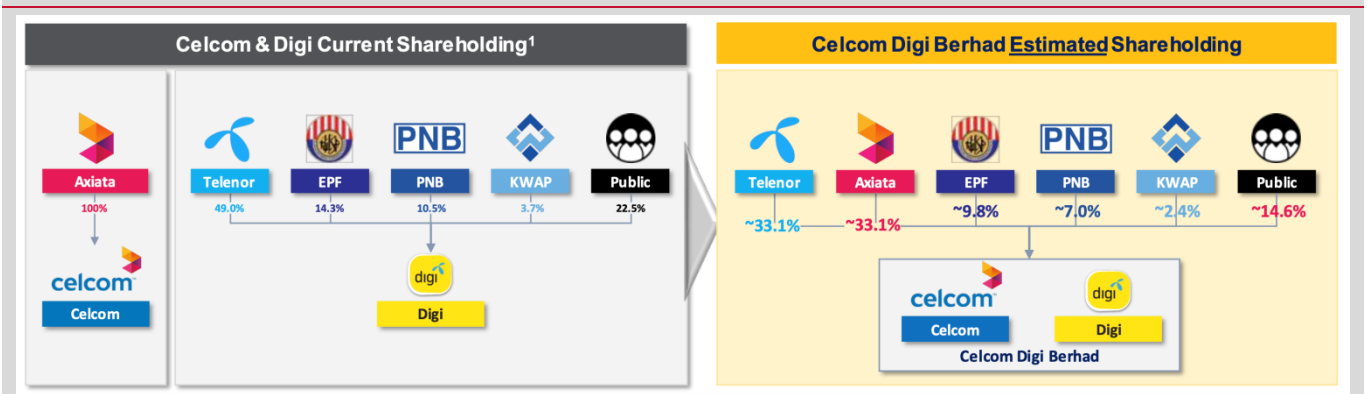 Celcom & Digi Current Shareholding¹
Celcom Digi Berhad Estimated Shareholding
PNB
Axiata
Telenor
EPF
PNB
KWAP
Public
100%
49.0%
14.3%
10.5%
3.7%
22.5%
celcom™
Celcom
digi
Digi
PNB
Telenor
Axiata
EPF
PNB
KWAP
Public
~33.1%
~33.1%
~9.8%
~7.0%
~2.4%
~14.6%
celcom™
Celcom
digi
Digi
Celcom Digi Berhad